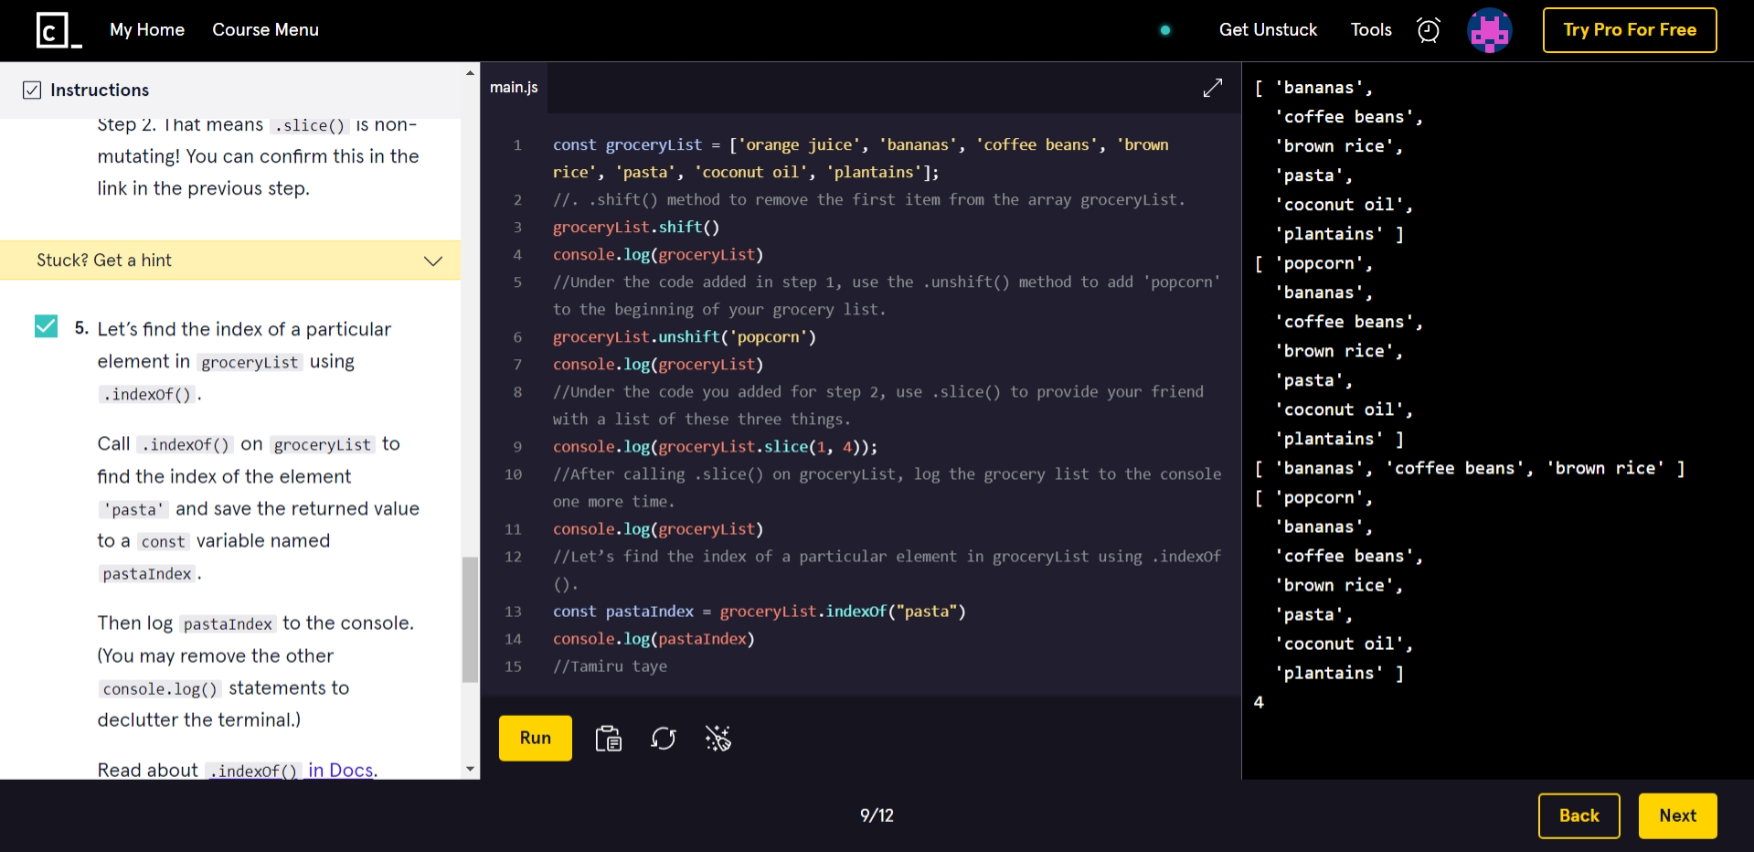 c_
My Home
Course Menu
Get Unstuck
Tools
Try Pro For Free
Instructions
Step 2. That means .slice() is non-
mutating! You can confirm this in the
link in the previous step.
Stuck? Get a hint
5. Let’s find the index of a particular
element in groceryList using
.indexOf().
Call .indexOf() on groceryList to
find the index of the element
'pasta' and save the returned value
to a const variable named
pastaIndex.
Then log pastaIndex to the console.
(You may remove the other
console.log() statements to
declutter the terminal.)
Read about .indexOf() in Docs.
main.js
1 const groceryList = ['orange juice', 'bananas', 'coffee beans', 'brown
rice', 'pasta', 'coconut oil', 'plantains'];
2 //. .shift() method to remove the first item from the array groceryList.
3 groceryList.shift()
4 console.log(groceryList)
5 //Under the code added in step 1, use the .unshift() method to add 'popcorn'
to the beginning of your grocery list.
6 groceryList.unshift('popcorn')
7 console.log(groceryList)
8 //Under the code you added for step 2, use .slice() to provide your friend
with a list of these three things.
9 console.log(groceryList.slice(1, 4));
10 //After calling .slice() on groceryList, log the grocery list to the console
one more time.
11 console.log(groceryList)
12 //Let’s find the index of a particular element in groceryList using .indexOf
().
13 const pastaIndex = groceryList.indexOf("pasta")
14 console.log(pastaIndex)
15 //Tamiru taye
Run
[ 'bananas',
'coffee beans',
'brown rice',
'pasta',
'coconut oil',
'plantains' ]
[ 'popcorn',
'bananas',
'coffee beans',
'brown rice',
'pasta',
'coconut oil',
'plantains' ]
[ 'bananas', 'coffee beans', 'brown rice' ]
[ 'popcorn',
'bananas',
'coffee beans',
'brown rice',
'pasta',
'coconut oil',
'plantains' ]
4
9/12
Back
Next